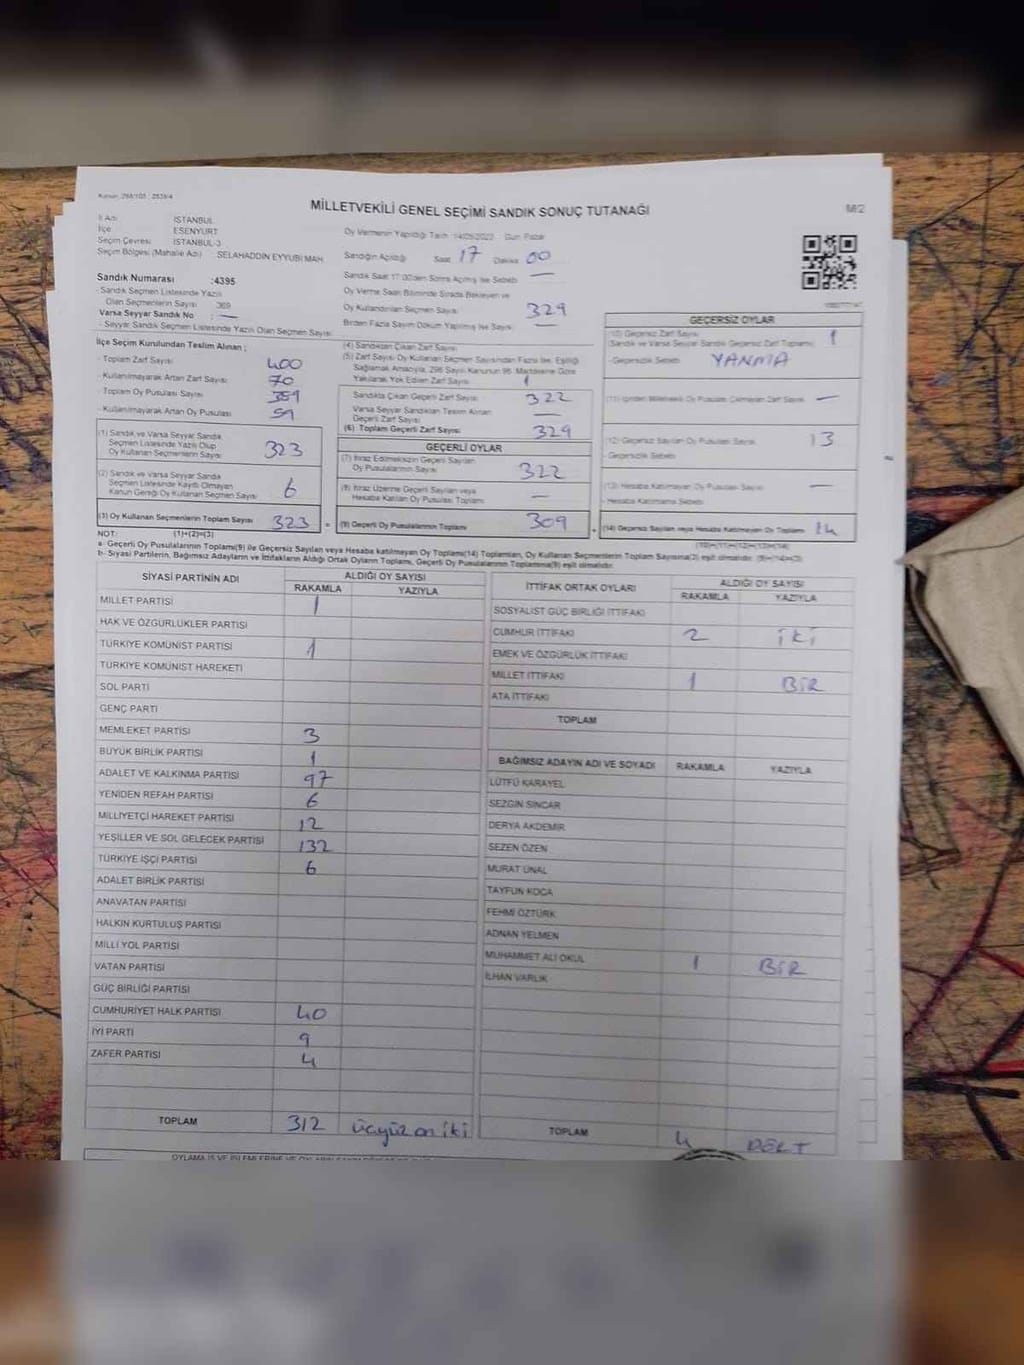 MİLLETVEKİLİ GENEL SEÇİMİ SANDIK SONUÇ TUTANAĞI
M/2
İl Adı : İSTANBUL
İlçe : ESENYURT
Seçim Çevresi : İSTANBUL-3
Seçim Bölgesi (Mahalle Adı) : SELAHADDİN EYYUBİ MAH.
Sandık Numarası :4395
- Sandık Seçmen Listesinde Yazılı
Olan Seçmenlerin Sayısı : 369
Varsa Seyyar Sandık No : —
- Seyyar Sandık Seçmen Listesinde Yazılı Olan Seçmen Sayısı
Oy Vermenin Yapıldığı Tarih : 14/05/2023 Gün: Pazar
Sandığın Açıldığı Saat 17 Dakika 00
Sandık Saat 17:00'den Sonra Açılmış İse Sebebi —
Oy Verme Saati Bitiminde Sırada Bekleyen ve
Oy Kullandırılan Seçmen Sayısı 329
Birden Fazla Sayım Döküm Yapılmış İse Sayısı —
İlçe Seçim Kurulundan Teslim Alınan ;
- Toplam Zarf Sayısı 400
- Kullanılmayarak Artan Zarf Sayısı 70
- Toplam Oy Pusulası Sayısı
- Kullanılmayarak Artan Oy Pusulası
(1) Sandık ve Varsa Seyyar Sandık
Seçmen Listesinde Yazılı Olup
Oy Kullanan Seçmenlerin Sayısı 323
(2) Sandık ve Varsa Seyyar Sandık
Seçmen Listesinde Kayıtlı Olmayan
Kanun Gereği Oy Kullanan Seçmen Sayısı 6
(3) Oy Kullanan Seçmenlerin Toplam Sayısı 323 =
(4) Sandıktan Çıkan Zarf Sayısı
(5) Zarf Sayısı Oy Kullanan Seçmen Sayısından Fazla İse, Eşitliği
Sağlamak Amacıyla, 298 Sayılı Kanunun 98. Maddesine Göre
Yakılarak Yok Edilen Zarf Sayısı 1
Sandıkta Çıkan Geçerli Zarf Sayısı 322
Varsa Seyyar Sandıktan Teslim Alınan
Geçerli Zarf Sayısı —
(6) Toplam Geçerli Zarf Sayısı 329
GEÇERLİ OYLAR
(7) İtiraz Edilmeksizin Geçerli Sayılan
Oy Pusulalarının Sayısı 322
(8) İtiraz Üzerine Geçerli Sayılan veya
Hesaba Katılan Oy Pusulası Toplamı —
(9) Geçerli Oy Pusulalarının Toplamı 309 +
GEÇERSİZ OYLAR
(10) Geçersiz Zarf Sayısı 1
(Sandık ve Varsa Seyyar Sandık Geçersiz Zarf Toplamı)
- Geçersizlik Sebebi YANMA
(11) İçinden Milletvekili Oy Pusulası Çıkmayan Zarf Sayısı —
(12) Geçersiz Sayılan Oy Pusulası Sayısı 13
- Geçersizlik Sebebi
(13) Hesaba Katılmayan Oy Pusulası Sayısı —
- Hesaba Katılmama Sebebi
(14) Geçersiz Sayılan veya Hesaba Katılmayan Oy Pusulası Toplamı 14
NOT: (1)+(2)=(3) (10)+(11)+(12)+(13)=(14)
a- Geçerli Oy Pusulalarının Toplamı(9) ile Geçersiz Sayılan veya Hesaba katılmayan Oy Toplamı(14) Toplamları, Oy Kullanan Seçmenlerin Toplam Sayısına(3) eşit olmalıdır. (9)+(14)=(3)
b- Siyasi Partilerin, Bağımsız Adayların ve İttifakların Aldığı Ortak Oyların Toplamı, Geçerli Oy Pusulalarının Toplamına(9) eşit olmalıdır.
SİYASİ PARTİNİN ADI ALDIĞI OY SAYISI
RAKAMLA YAZIYLA
MİLLET PARTİSİ 1
HAK VE ÖZGÜRLÜKLER PARTİSİ
TÜRKİYE KOMÜNİST PARTİSİ 1
TÜRKİYE KOMÜNİST HAREKETİ
SOL PARTİ
GENÇ PARTİ
MEMLEKET PARTİSİ 3
BÜYÜK BİRLİK PARTİSİ 1
ADALET VE KALKINMA PARTİSİ 97
YENİDEN REFAH PARTİSİ 6
MİLLİYETÇİ HAREKET PARTİSİ 12
YEŞİLLER VE SOL GELECEK PARTİSİ 132
TÜRKİYE İŞÇİ PARTİSİ 6
ADALET BİRLİK PARTİSİ
ANAVATAN PARTİSİ
HALKIN KURTULUŞ PARTİSİ
MİLLİ YOL PARTİSİ
VATAN PARTİSİ
GÜÇ BİRLİĞİ PARTİSİ
CUMHURİYET HALK PARTİSİ 40
İYİ PARTİ 9
ZAFER PARTİSİ 4
TOPLAM 312 üçyüz on iki
İTTİFAK ORTAK OYLARI ALDIĞI OY SAYISI
RAKAMLA YAZIYLA
SOSYALİST GÜÇ BİRLİĞİ İTTİFAKI
CUMHUR İTTİFAKI 2 iki
EMEK VE ÖZGÜRLÜK İTTİFAKI
MİLLET İTTİFAKI 1 BİR
ATA İTTİFAKI
TOPLAM
BAĞIMSIZ ADAYIN ADI VE SOYADI RAKAMLA YAZIYLA
LÜTFÜ KARAYEL
SEZGİN SİNCAR
DERYA AKDEMİR
SEZEN ÖZEN
MURAT ÜNAL
TAYFUN KOCA
FEHMİ ÖZTÜRK
ADNAN YELMEN
MUHAMMET ALİ OKUL 1 BİR
İLHAN VARLIK
TOPLAM 4 DÖRT